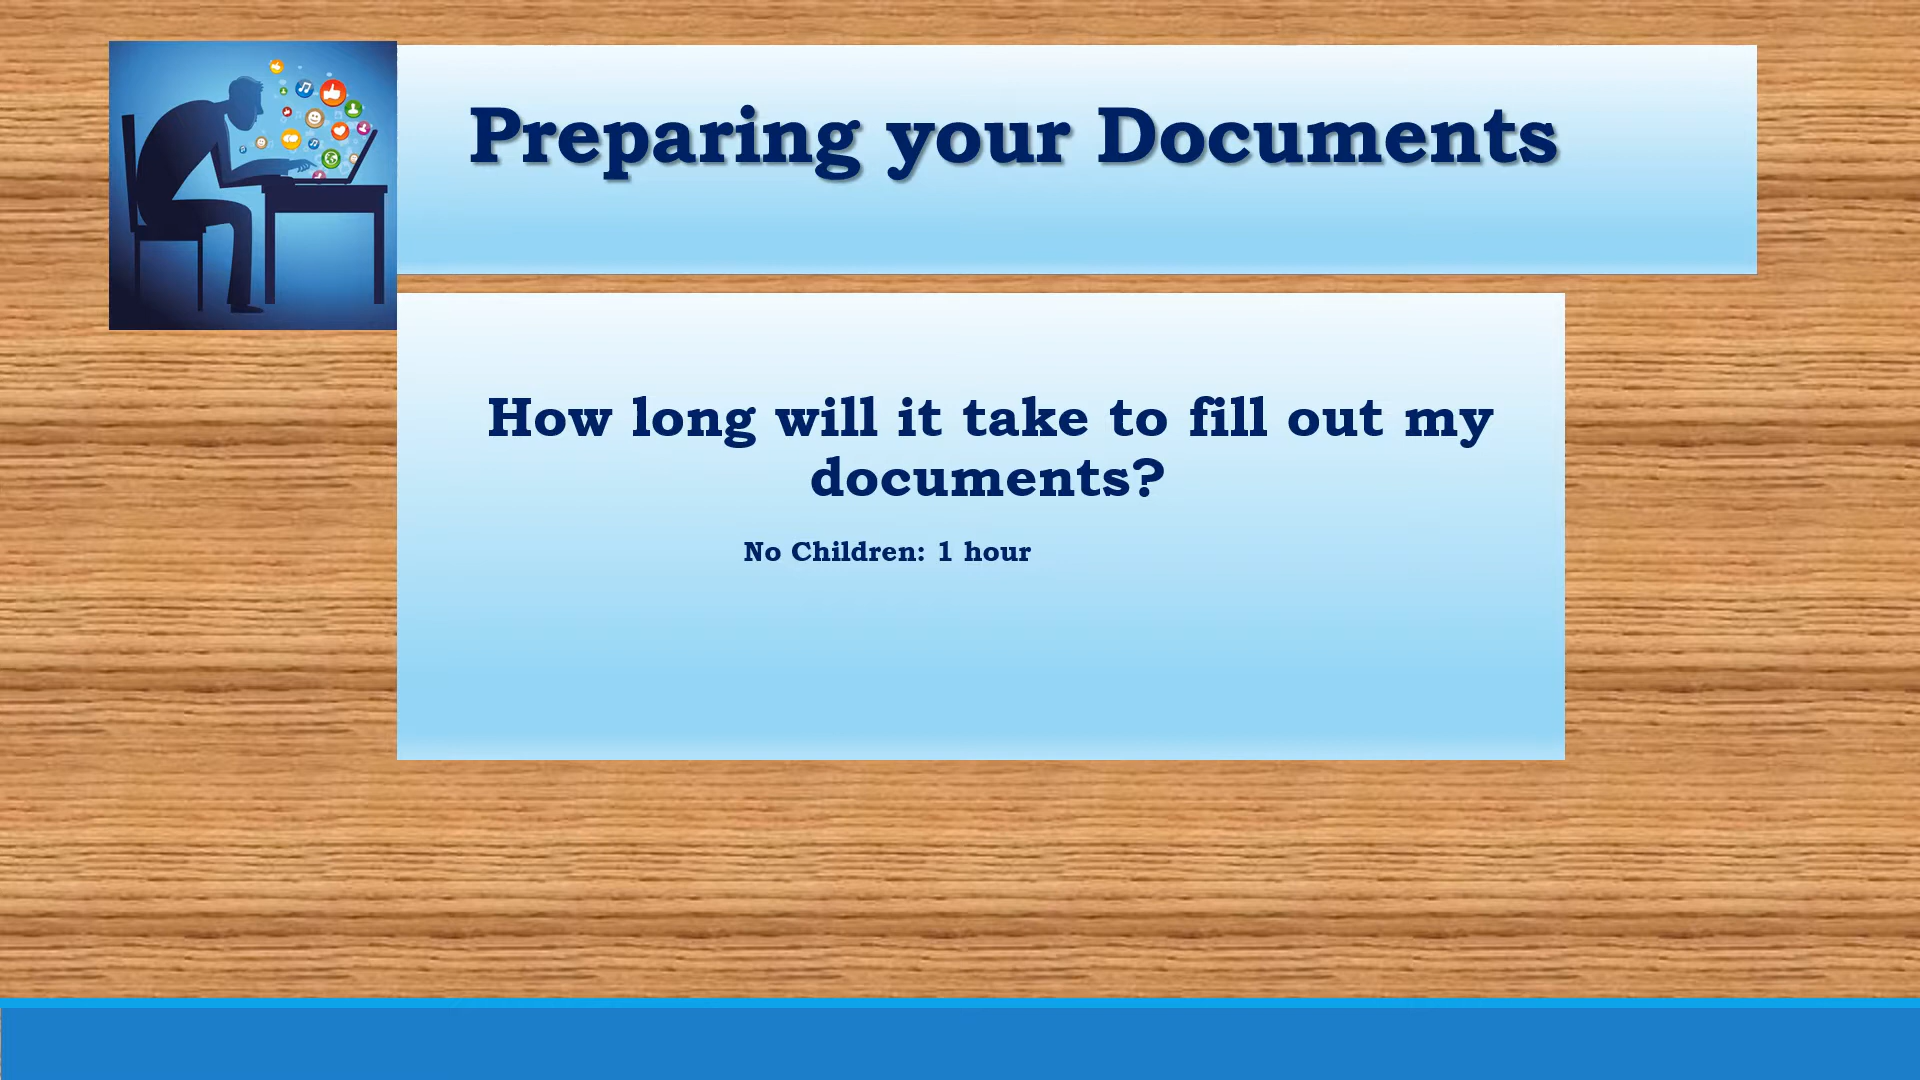 Preparing your Documents
How long will it take to fill out my
documents?
No Children: 1 hour